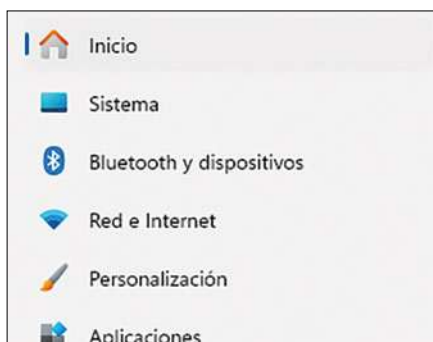 Inicio
Sistema
Bluetooth y dispositivos
Red e Internet
Personalización
Aplicaciones